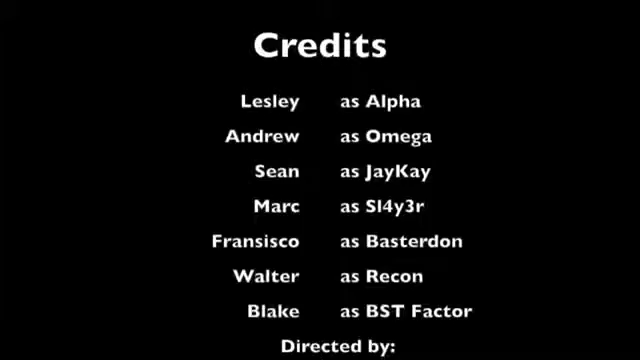 Credits
Lesley as Alpha
Andrew as Omega
Sean as JayKay
Marc as Sl4y3r
Fransisco as Basterdon
Walter as Recon
Blake as BST Factor
Directed by: